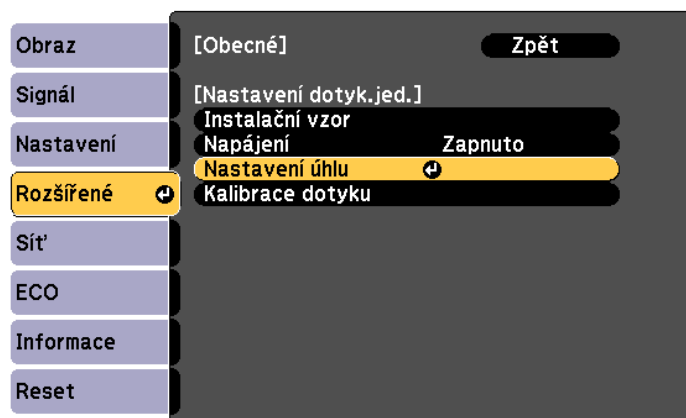 Obraz
Signál
Nastavení
Rozšířené
Síť
ECO
Informace
Reset
[Obecné] Zpět
[Nastavení dotyk.jed.]
Instalační vzor
Napájení Zapnuto
Nastavení úhlu
Kalibrace dotyku